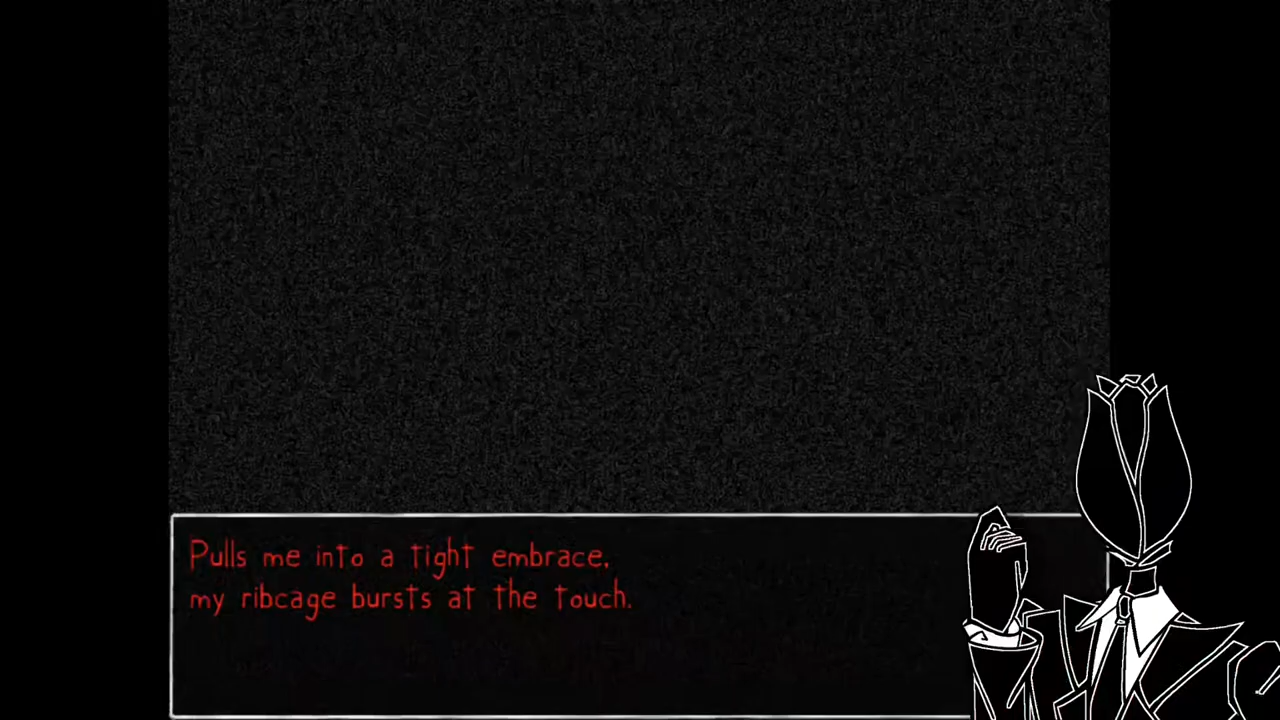 Pulls me into a tight embrace.
my ribcage bursts at the touch.